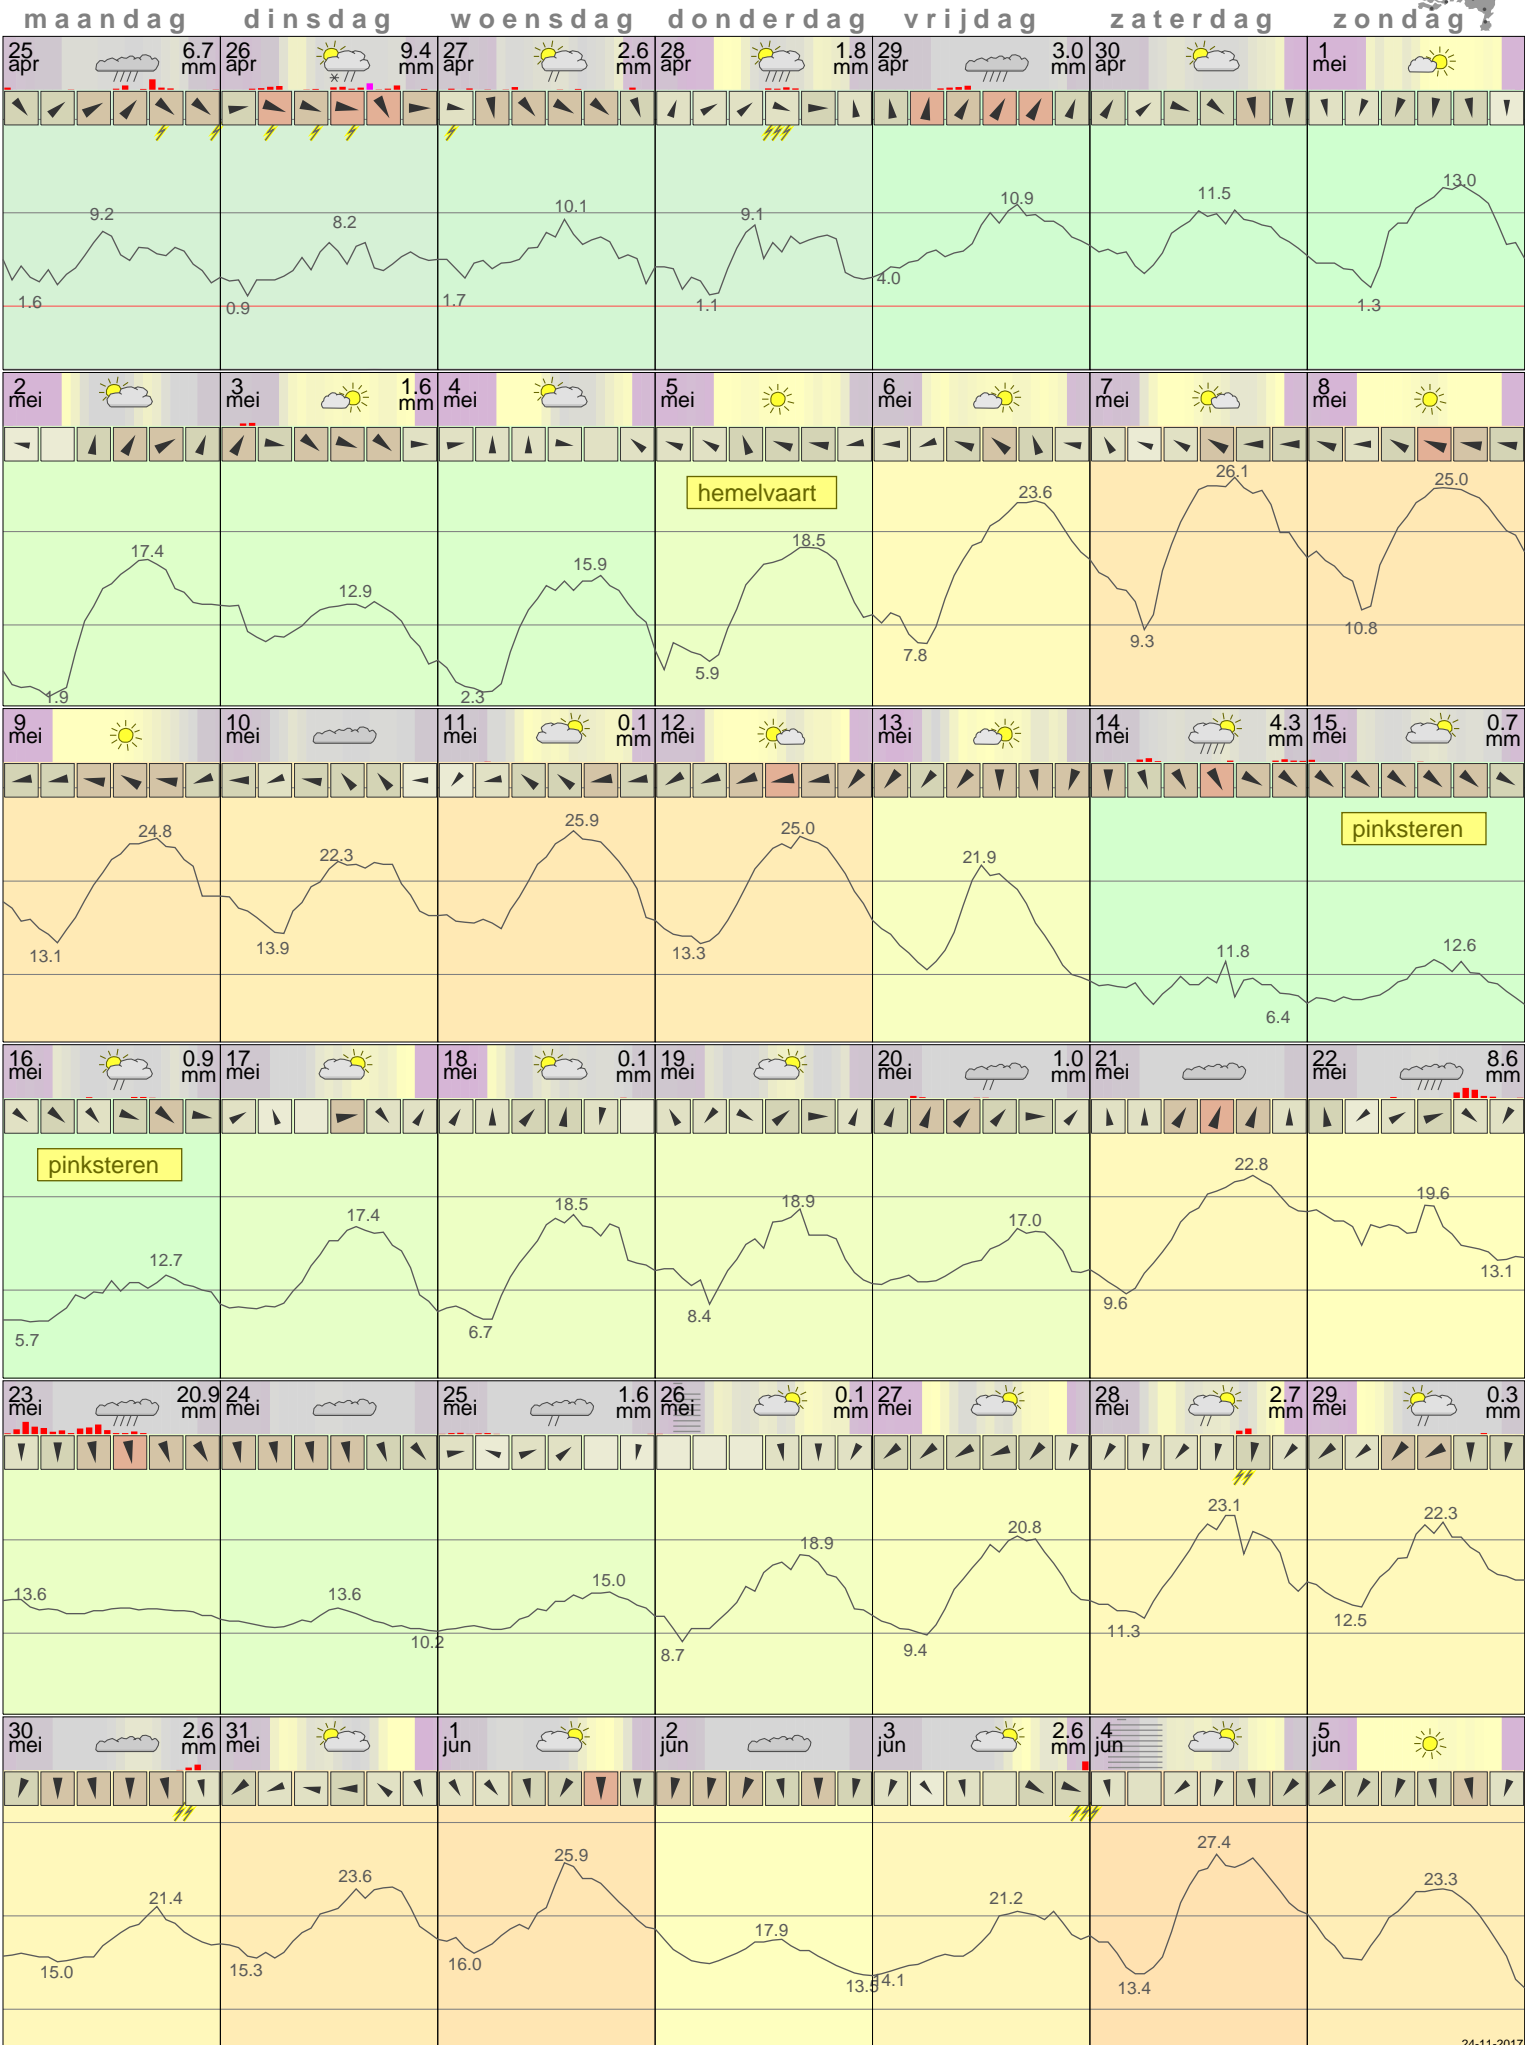 maandag dinsdag woensdag donderdag vrijdag zaterdag zondag
25 apr 6.7 mm 26 apr 9.4 mm 27 apr 2.6 mm 28 apr 1.8 mm 29 apr 3.0 mm 30 apr 1 mei
9.2 8.2 10.1 9.1 10.9 11.5 13.0
1.6 0.9 1.7 1.1 4.0 1.3
2 mei 3 mei 1.6 mm 4 mei 5 mei 6 mei 7 mei 8 mei
hemelvaart
17.4 12.9 15.9 18.5 23.6 26.1 25.0
1.9 2.3 5.9 7.8 9.3 10.8
9 mei 10 mei 11 mei 0.1 mm 12 mei 13 mei 14 mei 4.3 mm 15 mei 0.7 mm
pinksteren
24.8 22.3 25.9 25.0 21.9 11.8 12.6
13.1 13.9 13.3 6.4
16 mei 0.9 mm 17 mei 18 mei 0.1 mm 19 mei 20 mei 1.0 mm 21 mei 22 mei 8.6 mm
pinksteren
12.7 17.4 18.5 18.9 17.0 22.8 19.6
5.7 6.7 8.4 9.6 13.1
23 mei 20.9 mm 24 mei 25 mei 1.6 mm 26 mei 0.1 mm 27 mei 28 mei 2.7 mm 29 mei 0.3 mm
13.6 13.6 15.0 18.9 20.8 23.1 22.3
10.2 8.7 9.4 11.3 12.5
30 mei 2.6 mm 31 mei 1 jun 2 jun 3 jun 2.6 mm 4 jun 5 jun
21.4 23.6 25.9 17.9 21.2 27.4 23.3
15.0 15.3 16.0 13.5 14.1 13.4
24-11-2017